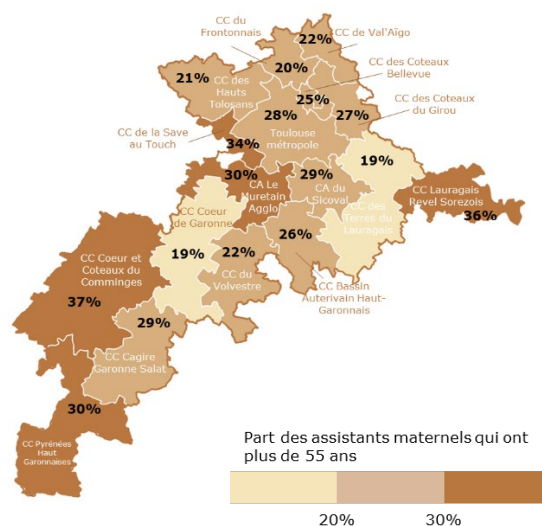 CC du
Frontonnais
22%
CC de Val'Aïgo
20%
CC des Coteaux
Bellevue
21%
CC des
Hauts
Tolosans
25%
CC des Coteaux
du Girou
28%
27%
Toulouse
métropole
CC de la Save
au Touch
34%
19%
30%
CA Le
Muretain
Agglo
29%
CA du
Sicoval
CC Lauragais
Revel Sorezois
36%
CC des
Terres du
Lauragais
CC Coeur
de Garonne
19%
26%
22%
CC du
Volvestre
CC Bassin
Auterivain Haut-
Garonnais
CC Coeur et
Coteaux du
Comminges
37%
29%
CC Cagire
Garonne Salat
30%
CC Pyrénées
Haut
Garonnaises
Part des assistants maternels qui ont
plus de 55 ans
20%
30%